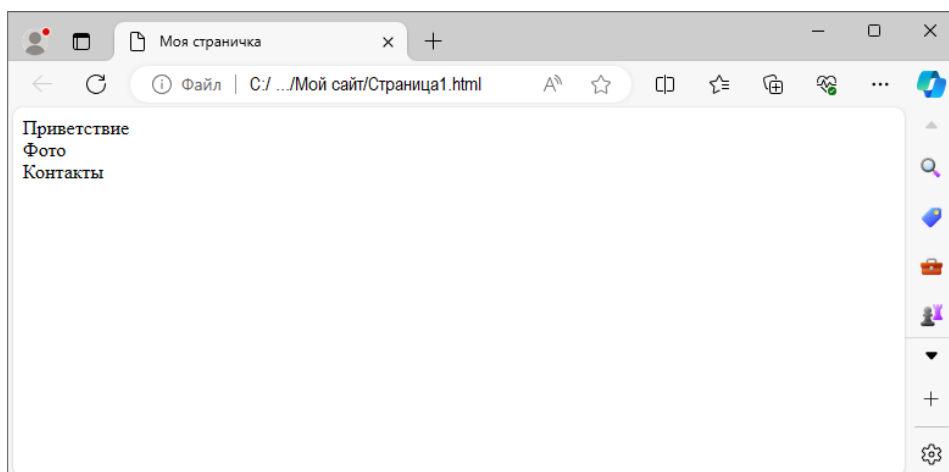 Моя страничка
Файл | C:/ .../Мой сайт/Страница1.html
Приветствие
Фото
Контакты